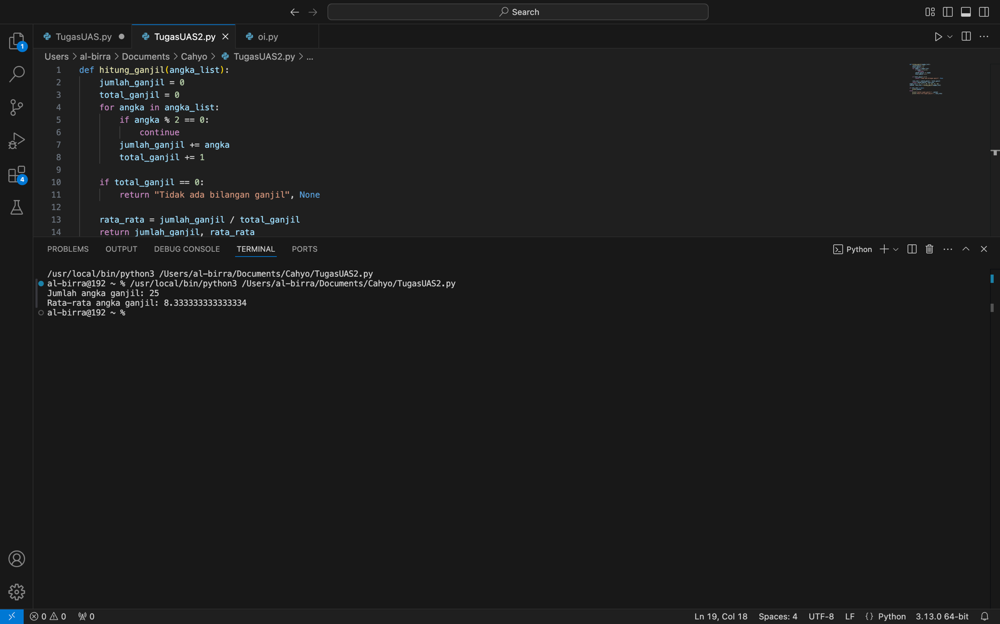 Search
TugasUAS.py
TugasUAS2.py
oi.py
1
Users > al-birra > Documents > Cahyo > TugasUAS2.py > ...
1 def hitung_ganjil(angka_list):
2 jumlah_ganjil = 0
3 total_ganjil = 0
4 for angka in angka_list:
5 if angka % 2 == 0:
6 continue
7 jumlah_ganjil += angka
8 total_ganjil += 1
9
10 if total_ganjil == 0:
11 return "Tidak ada bilangan ganjil", None
12
13 rata_rata = jumlah_ganjil / total_ganjil
14 return jumlah_ganjil, rata_rata
4
PROBLEMS OUTPUT DEBUG CONSOLE TERMINAL PORTS
Python
/usr/local/bin/python3 /Users/al-birra/Documents/Cahyo/TugasUAS2.py
al-birra@192 ~ % /usr/local/bin/python3 /Users/al-birra/Documents/Cahyo/TugasUAS2.py
Jumlah angka ganjil: 25
Rata-rata angka ganjil: 8.333333333333334
al-birra@192 ~ %
0 0 0
Ln 19, Col 18 Spaces: 4 UTF-8 LF {} Python 3.13.0 64-bit